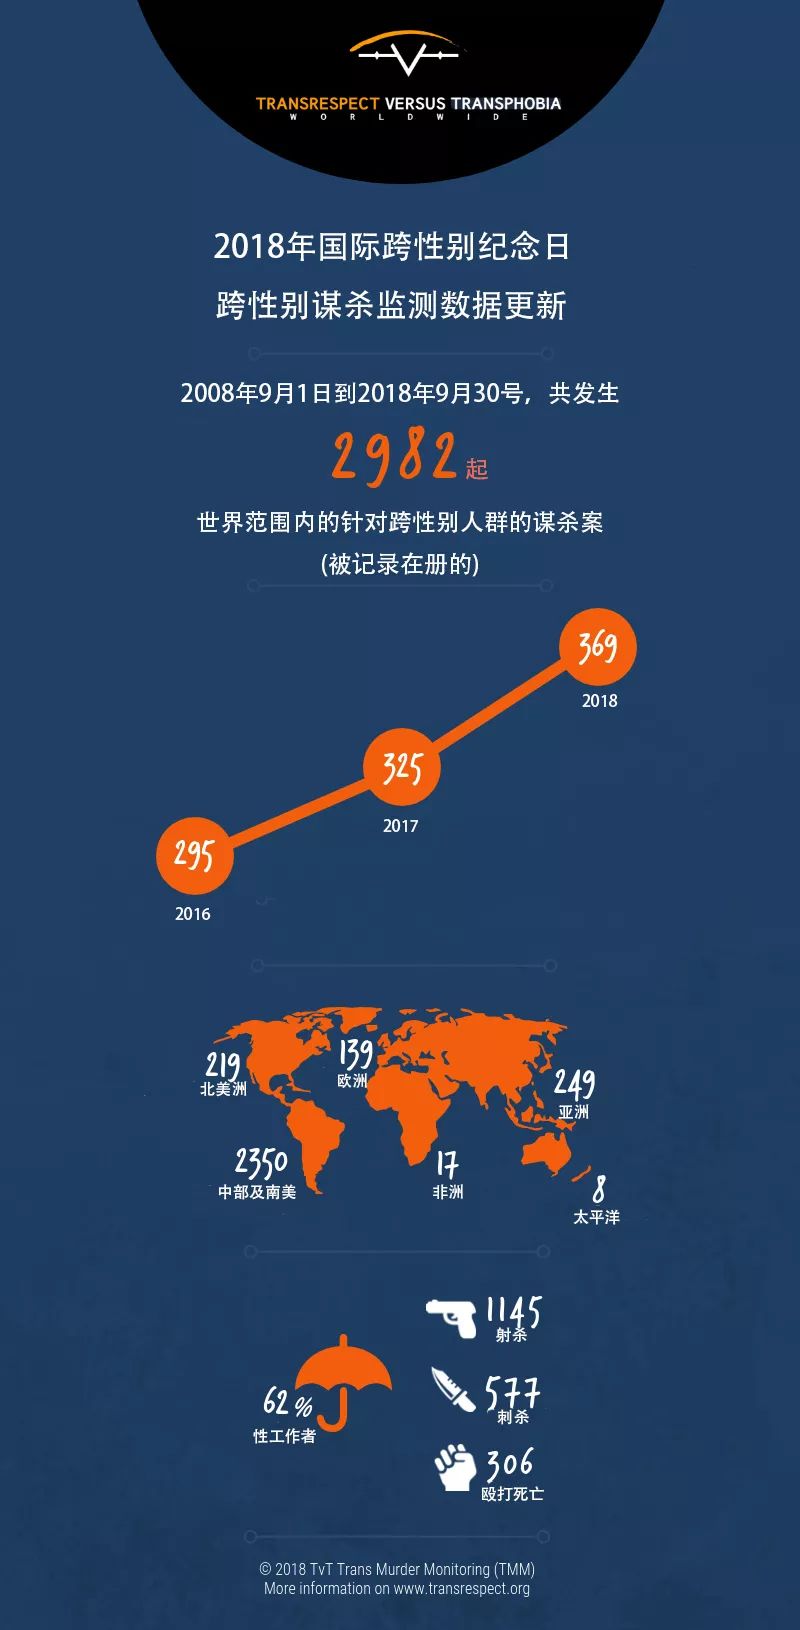 TRANSRESPECT VERSUS TRANSPHOBIA
WORLDWIDE
2018年国际跨性别纪念日
跨性别谋杀监测数据更新
2008年9月1日到2018年9月30号，共发生
2982起
世界范围内的针对跨性别人群的谋杀案
(被记录在册的)
369
2018
325
2017
295
2016
219
北美洲
139
欧洲
249
亚洲
2350
中部及南美
17
非洲
8
太平洋
1145
射杀
62%
性工作者
577
刺杀
306
殴打死亡
© 2018 TvT Trans Murder Monitoring (TMM)
More information on www.transrespect.org